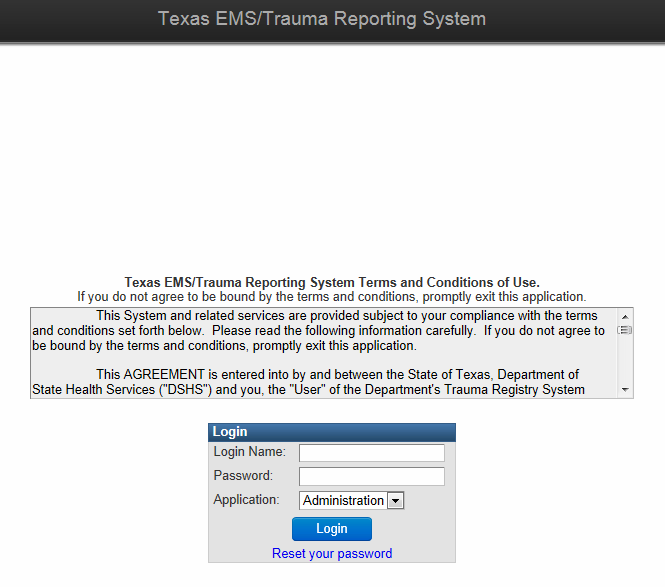 Texas EMS/Trauma Reporting System
Texas EMS/Trauma Reporting System Terms and Conditions of Use.
If you do not agree to be bound by the terms and conditions, promptly exit this application.
This System and related services are provided subject to your compliance with the terms
and conditions set forth below.  Please read the following information carefully.  If you do not agree to
be bound by the terms and conditions, promptly exit this application.
This AGREEMENT is entered into by and between the State of Texas, Department of
State Health Services ("DSHS") and you, the "User" of the Department's Trauma Registry System
Login
Login Name:
Password:
Application: Administration
Login
Reset your password